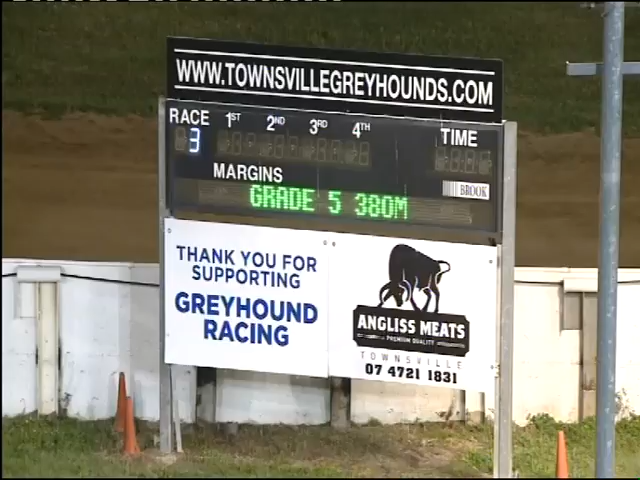 WWW.TOWNSVILLEGREYHOUNDS.COM
RACE 1ST 2ND 3RD 4TH TIME
3
MARGINS
BROOK
GRADE 5 380M
THANK YOU FOR
SUPPORTING
GREYHOUND
RACING
ANGLISS MEATS
PREMIUM QUALITY
TOWNSVILLE
07 4721 1831